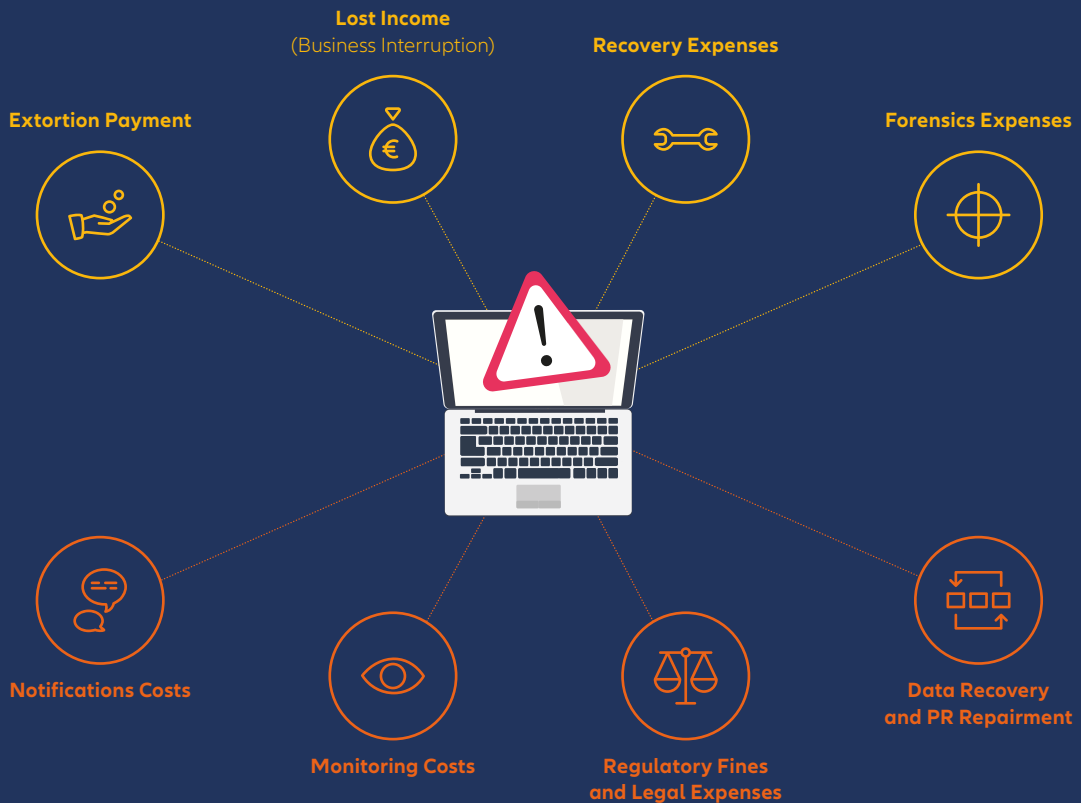 Lost Income
(Business Interruption)
Recovery Expenses
Extortion Payment
Forensics Expenses
€
!
Notifications Costs
Data Recovery
and PR Repairment
Monitoring Costs
Regulatory Fines
and Legal Expenses